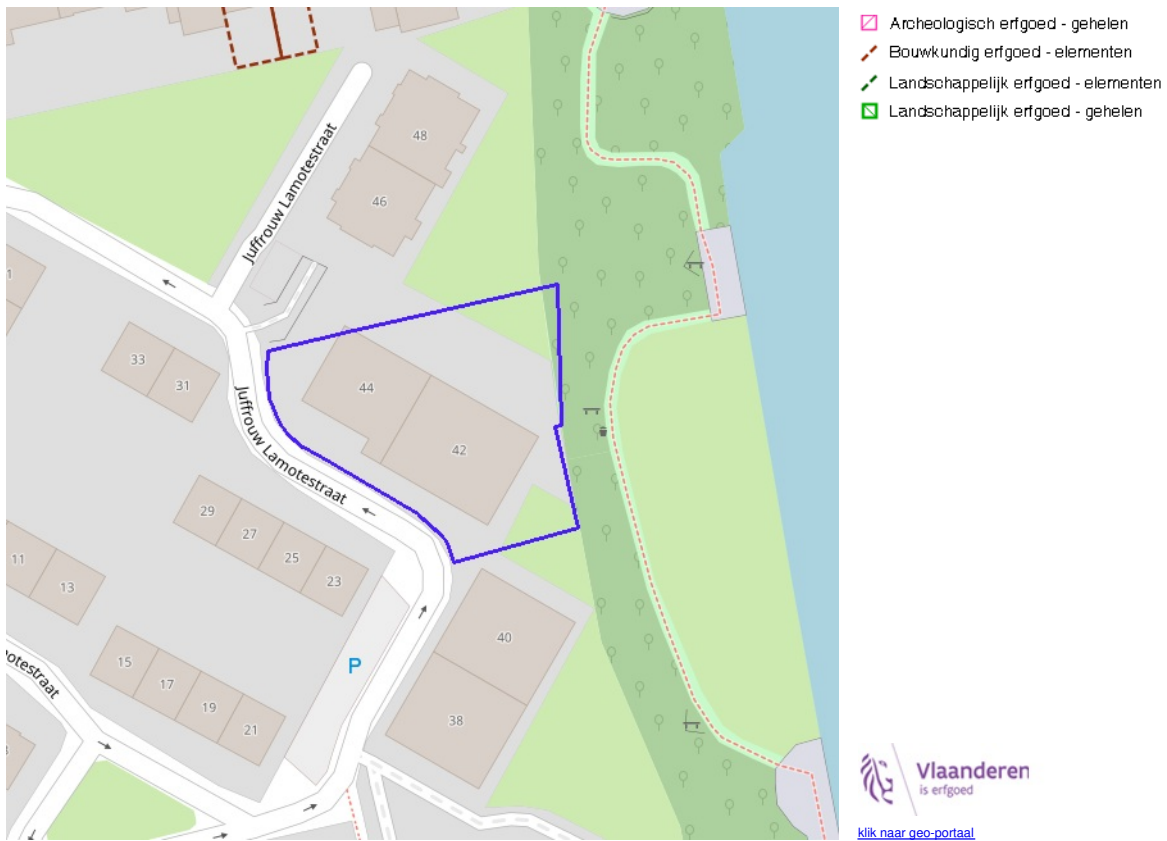 Archeologisch erfgoed - gehelen
Bouwkundig erfgoed - elementen
Landschappelijk erfgoed - elementen
Landschappelijk erfgoed - gehelen
48
Juffrouw Lamotestraat
46
1
33
31
44
Juffrouw Lamotestraat
42
29
27
25
23
11
13
40
P
15
17
19
21
otestraat
38
Vlaanderen
is erfgoed
klik naar geo-portaal